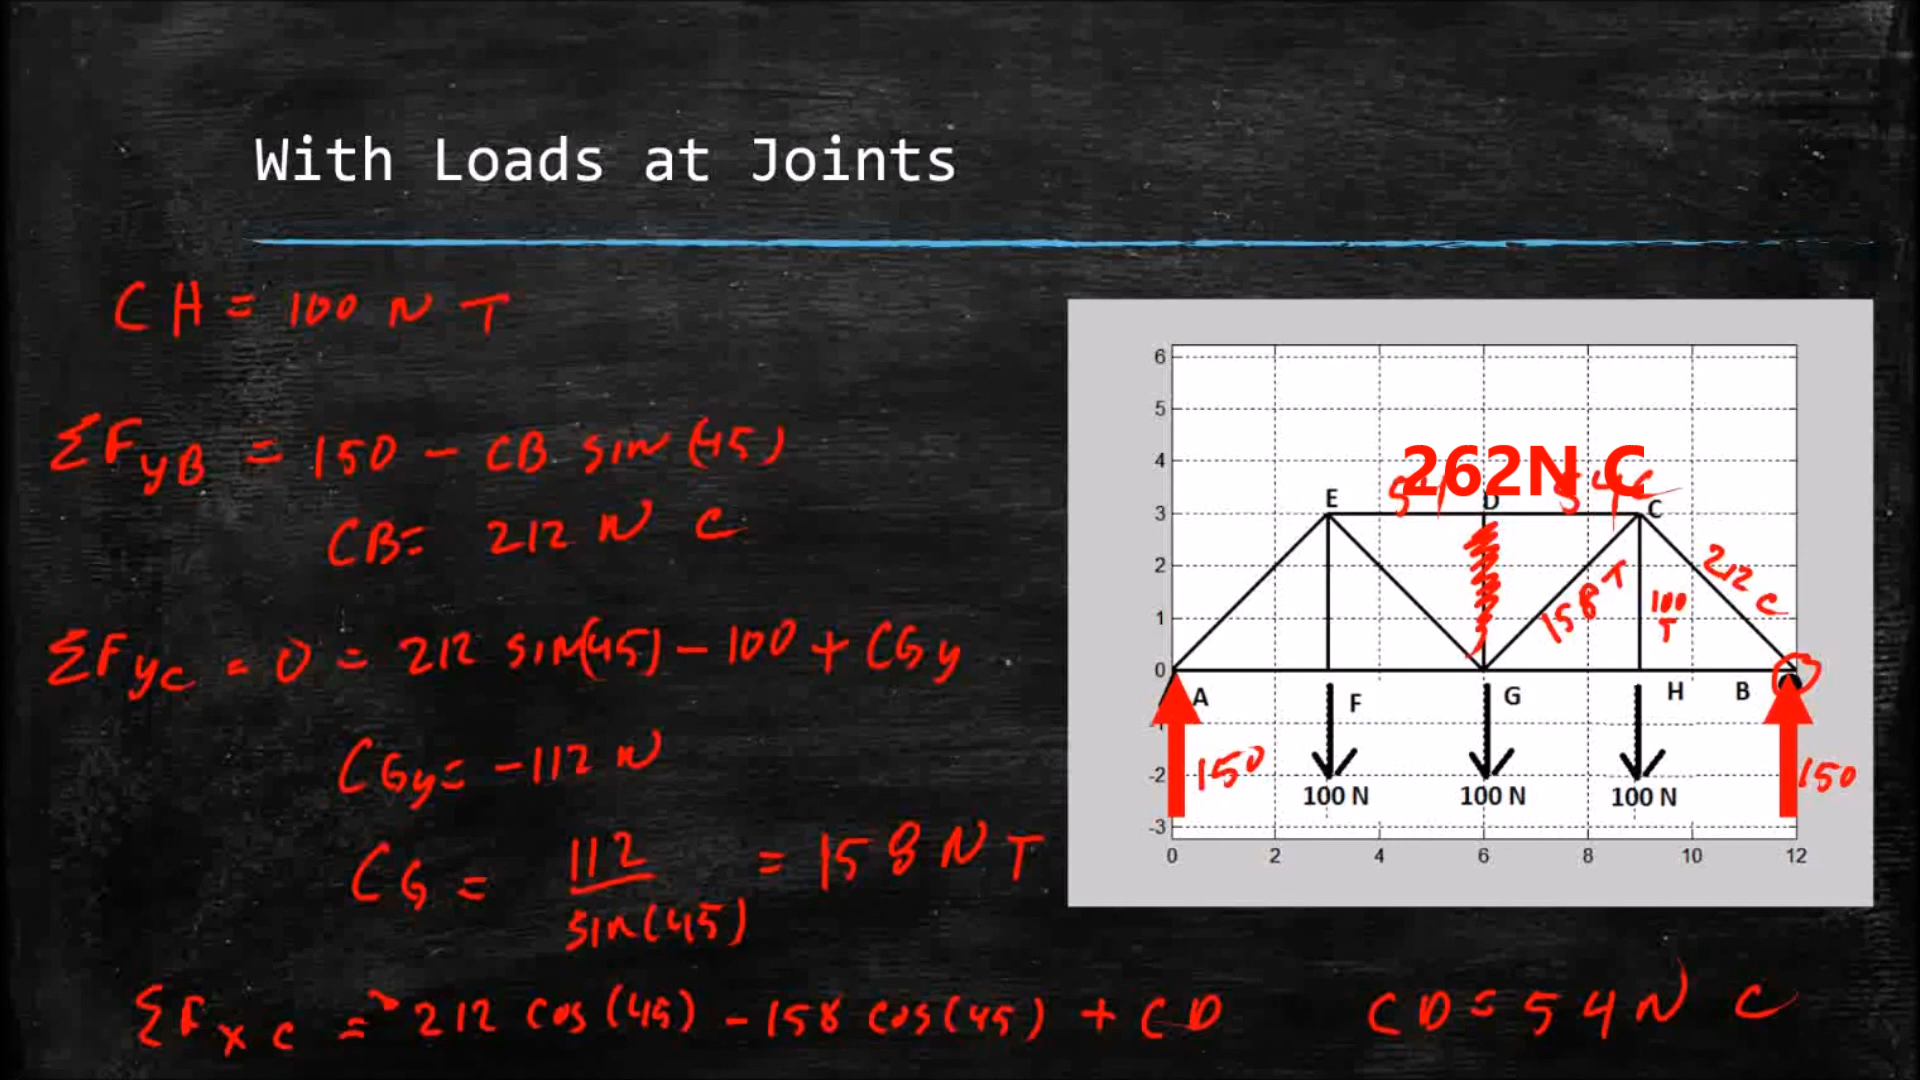 With Loads at Joints
CH = 100 N T
ΣFyB = 150 - CB sin (45)
CB = 212 N C
ΣFyC = 0 = 212 sin(45) - 100 + CGy
CGy = -112 N
CG = 112 / sin(45) = 158 N T
ΣFxC = 212 cos (45) - 158 cos (45) + CD
CD = 54 N C
6
5
4
3
2
1
0
-2
-3
0 2 4 6 8 10 12
262N C
54 C
E D C
158 T
100 T
212 C
A F G H B
150
150
100 N 100 N 100 N